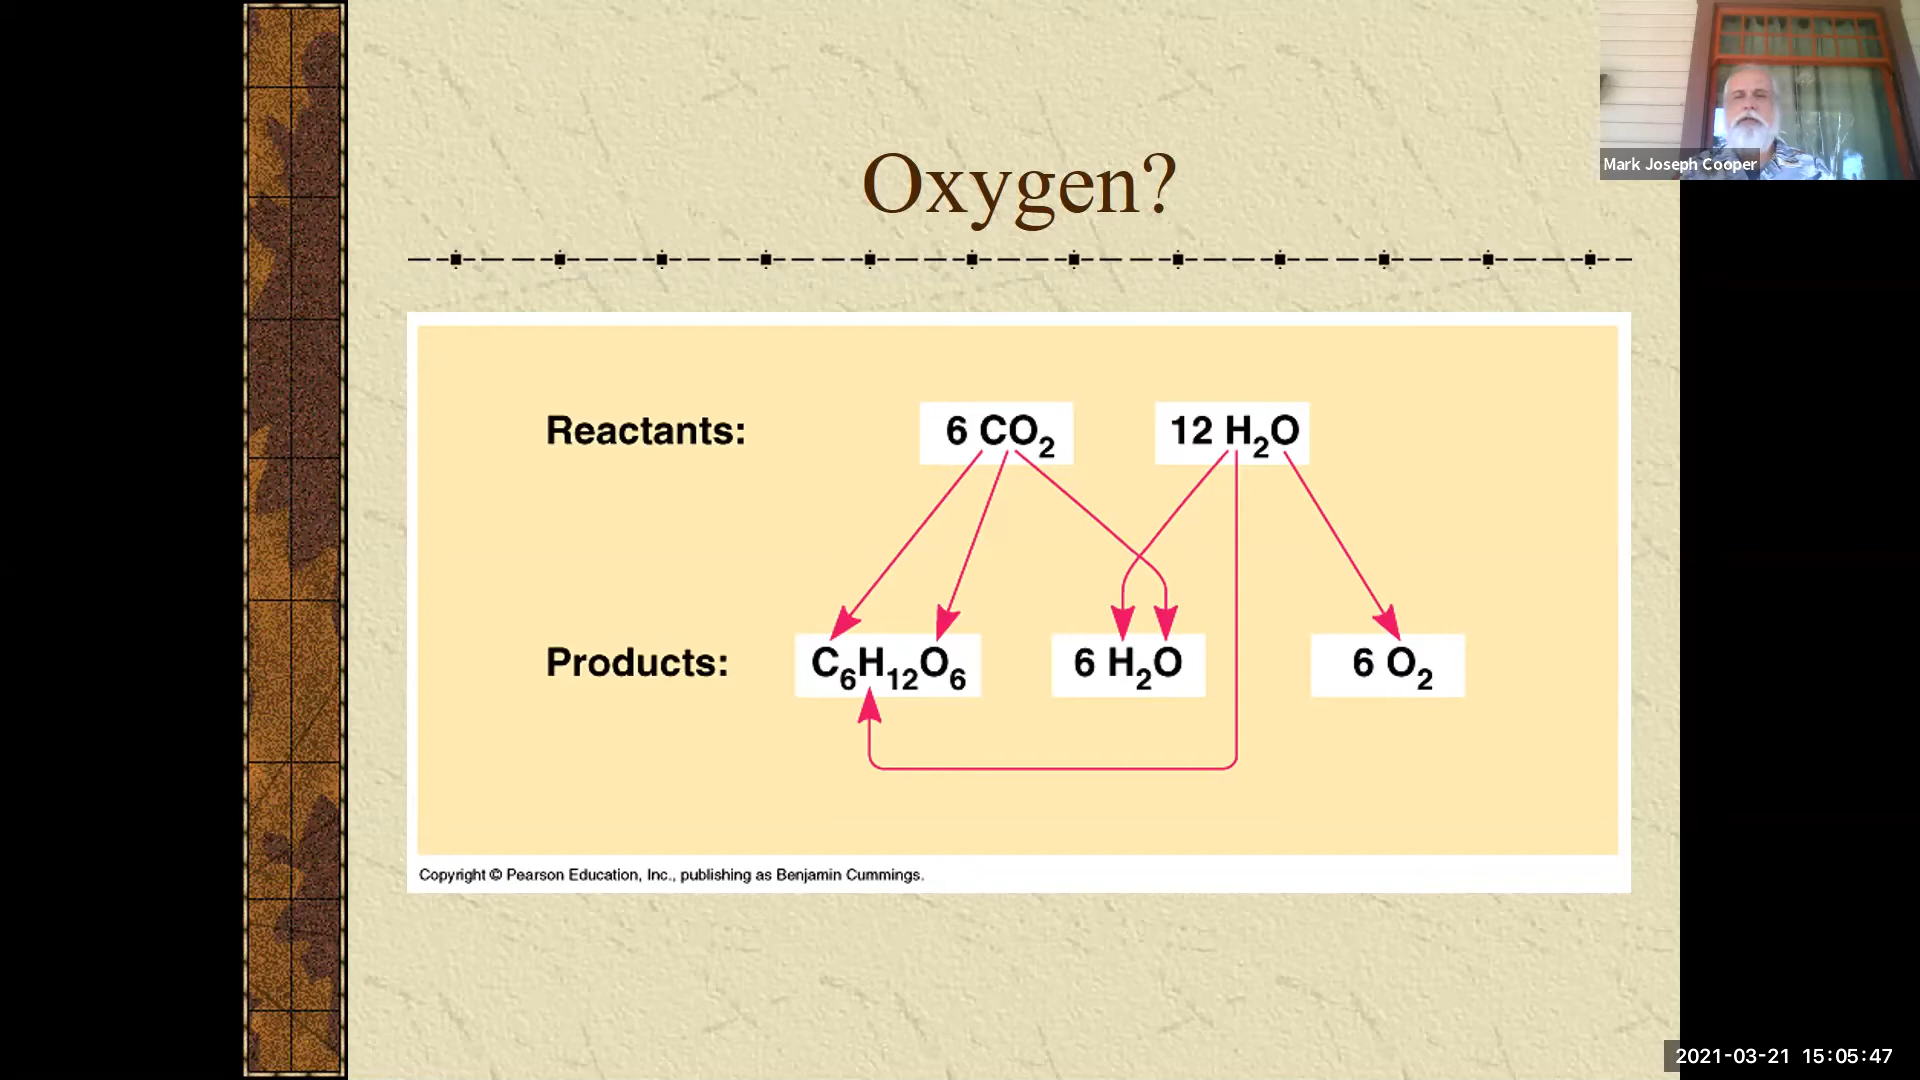 Oxygen?
Mark Joseph Cooper
Reactants: 6 CO₂ 12 H₂O
Products: C₆H₁₂O₆ 6 H₂O 6 O₂
Copyright © Pearson Education, Inc., publishing as Benjamin Cummings.
2021-03-21 15:05:47